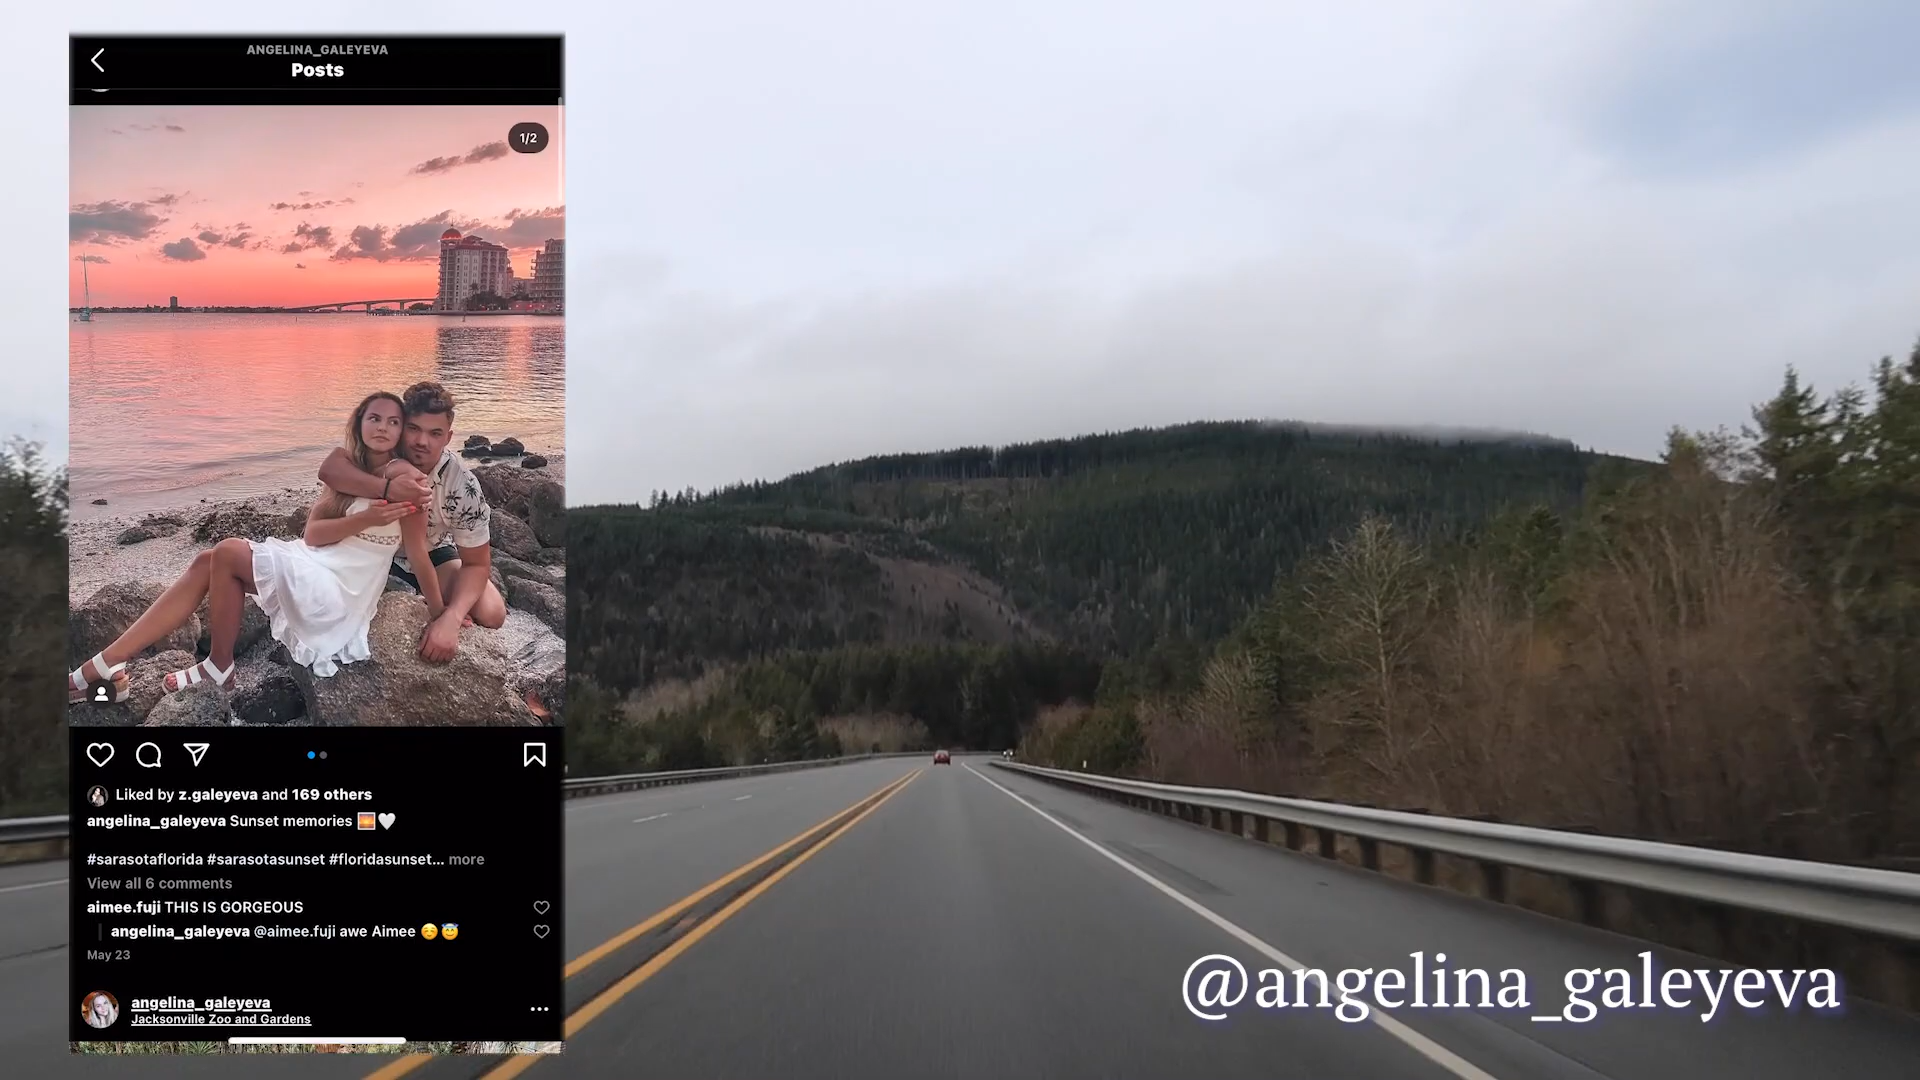 ANGELINA_GALEYEVA
Posts
1/2
Liked by z.galeyeva and 169 others
angelina_galeyeva Sunset memories 🌅🤍
#sarasotaflorida #sarasotasunset #floridasunset... more
View all 6 comments
aimee.fuji THIS IS GORGEOUS
angelina_galeyeva @aimee.fuji awe Aimee ☺️😇
May 23
angelina_galeyeva
Jacksonville Zoo and Gardens
@angelina_galeyeva